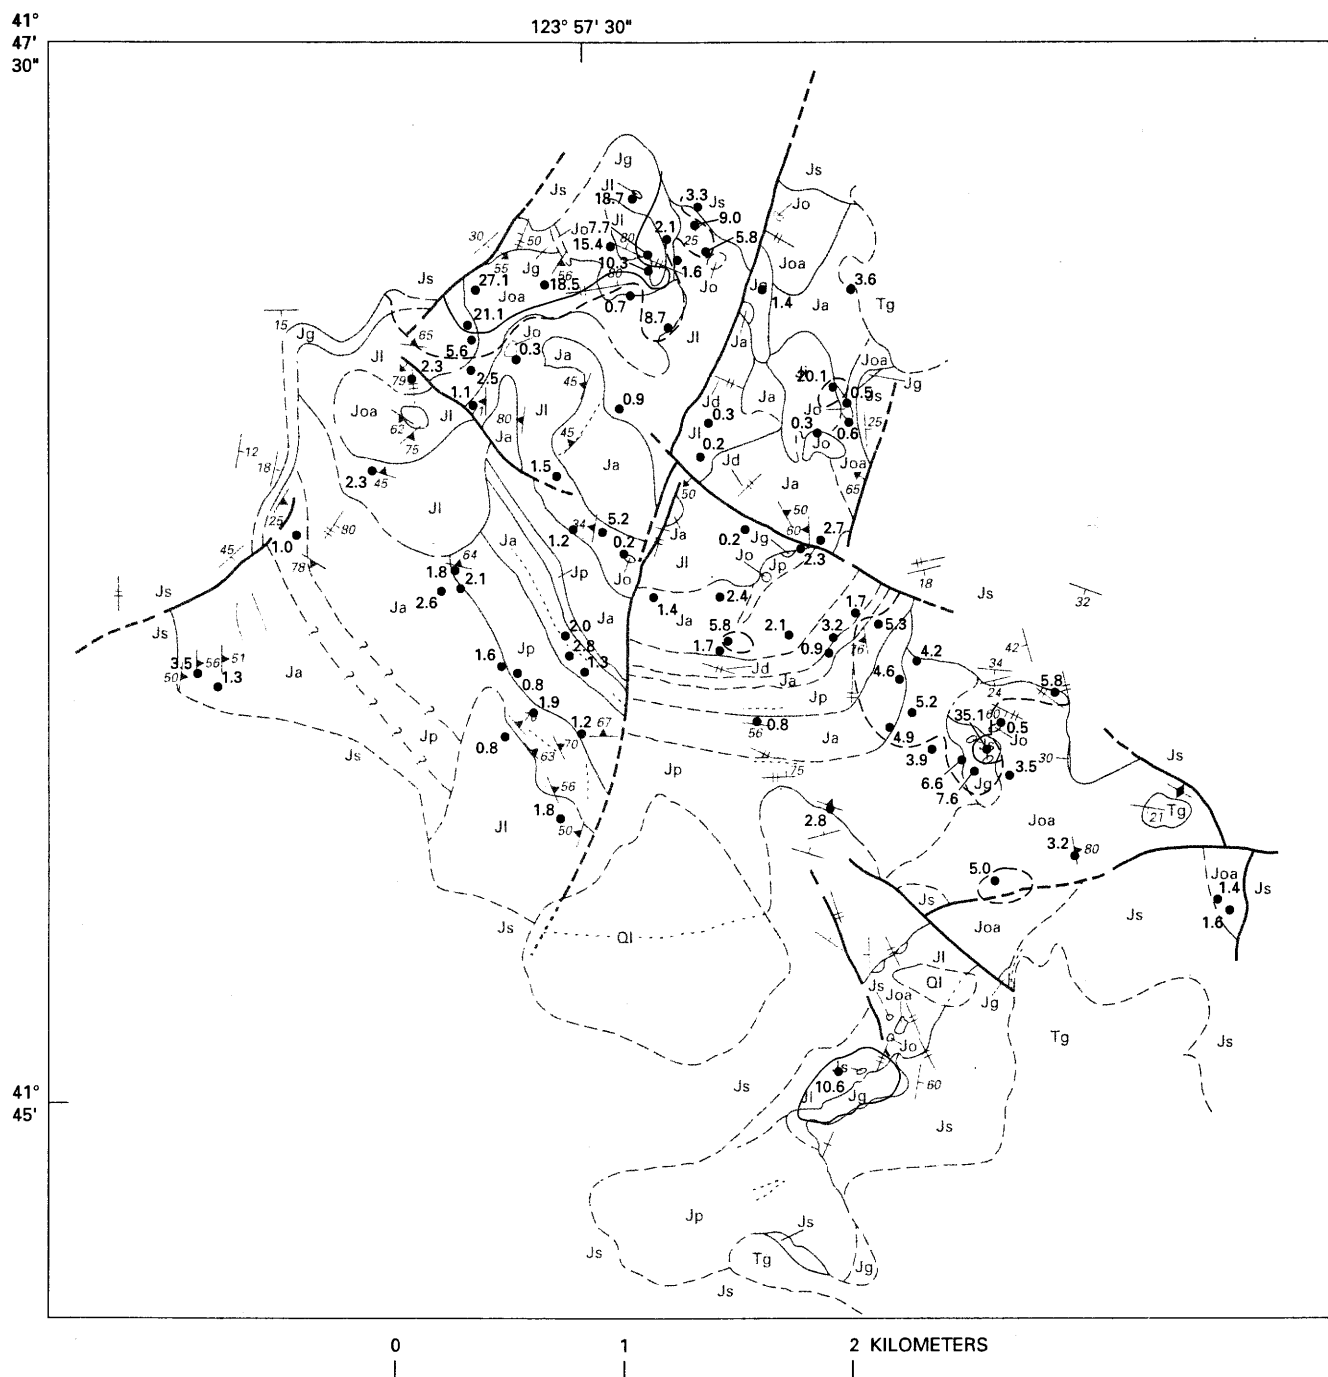 41°
47'
30"
123° 57' 30"
Jg
Js
Jl
18.7
3.3
Js
Js
Jo
30
50
Jo
7.7
15.4
Jl
80
2.1
25
9.0
5.8
55
Jg
56
10.3
80
1.6
Jo
Joa
Js
27.1
Joa
18.5
0.7
8.7
1.4
Ja
3.6
Tg
15
Jg
21.1
5.6
65
Jo
0.3
Ja
Jl
Ja
Joa
Jg
Jl
2.3
79
2.5
1.1
45
0.9
20.1
0.5
Js
Joa
62
75
Jl
80
Jl
Ja
45
Jd
0.3
Ja
Jo
0.3
Jo
0.6
25
12
18
2.3
45
1.5
Ja
Jl
0.2
Jd
Ja
Joa
65
50
25
80
Jl
Ja
34
1.2
5.2
0.2
Ja
0.2
Jg
50
60
2.7
1.0
45
78
64
1.8
2.1
2.6
Jp
Jo
Jl
Jo
Jp
2.3
18
Js
32
Js
Ja
Ja
1.4
2.4
Ja
1.7
Js
2.0
5.8
2.1
3.2
5.3
3.5
56
51
50
1.3
Ja
Jp
2.8
1.6
1.3
0.8
1.7
Jd
0.9
16
4.2
42
34
Ja
4.6
24
5.8
?
?
?
?
?
?
Jp
1.9
1.2
67
Jp
0.8
56
Ja
5.2
4.9
35.1
60
0.5
Jo
Js
0.8
70
63
Jp
75
3.9
6.6
7.6
Jg
3.5
30
Js
Jl
56
1.8
50
2.8
Joa
21
Tg
3.2
80
5.0
Joa
1.4
1.6
Js
Js
Ql
Js
Joa
Js
Jl
Ql
Js
Joa
Jg
Jo
Tg
Js
Js
10.6
Jl
Jg
60
Js
41°
45'
Js
Jp
Js
Js
Tg
Jg
Js
0
1
2 KILOMETERS